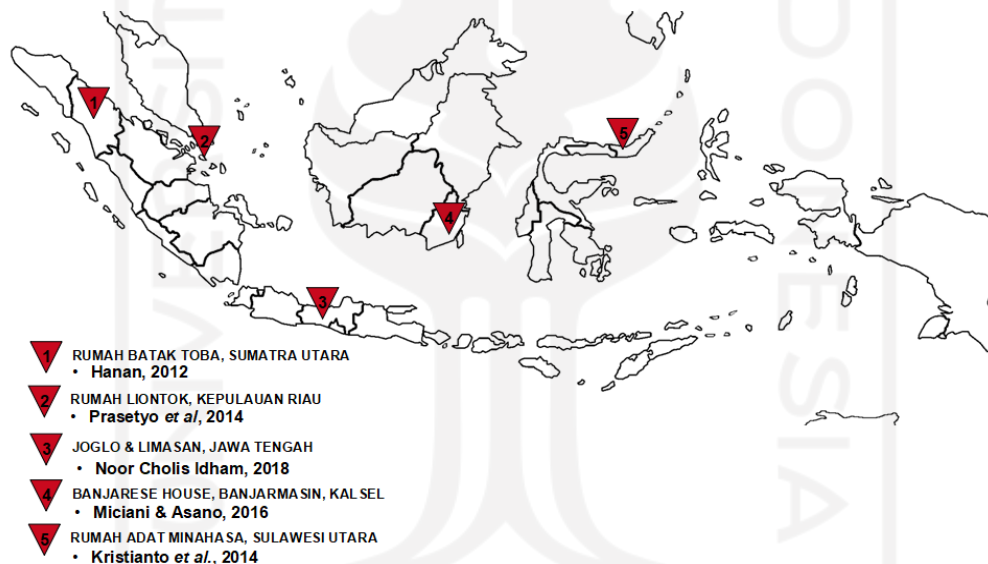 1
2
3
4
5
1 RUMAH BATAK TOBA, SUMATRA UTARA
• Hanan, 2012
2 RUMAH LIONTOK, KEPULAUAN RIAU
• Prasetyo et al, 2014
3 JOGLO & LIMASAN, JAWA TENGAH
• Noor Cholis Idham, 2018
4 BANJARESE HOUSE, BANJARMASIN, KALSEL
• Miciani & Asano, 2016
5 RUMAH ADAT MINAHASA, SULAWESI UTARA
• Kristianto et al., 2014